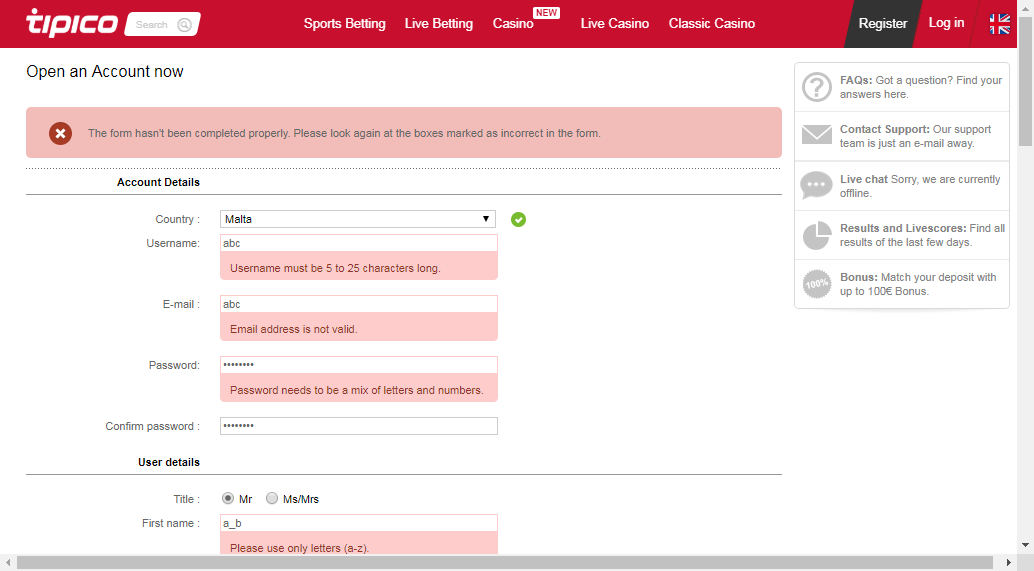 tipico
Search
Sports Betting
Live Betting
Casino
NEW
Live Casino
Classic Casino
Register
Log in
Open an Account now
The form hasn't been completed properly. Please look again at the boxes marked as incorrect in the form.
Account Details
Country :
Malta
Username:
abc
Username must be 5 to 25 characters long.
E-mail :
abc
Email address is not valid.
Password:
••••••••
Password needs to be a mix of letters and numbers.
Confirm password :
••••••••
User details
Title :
Mr
Ms/Mrs
First name :
a_b
Please use only letters (a-z).
FAQs: Got a question? Find your
answers here.
Contact Support: Our support
team is just an e-mail away.
Live chat Sorry, we are currently
offline.
Results and Livescores: Find all
results of the last few days.
100%
Bonus: Match your deposit with
up to 100€ Bonus.